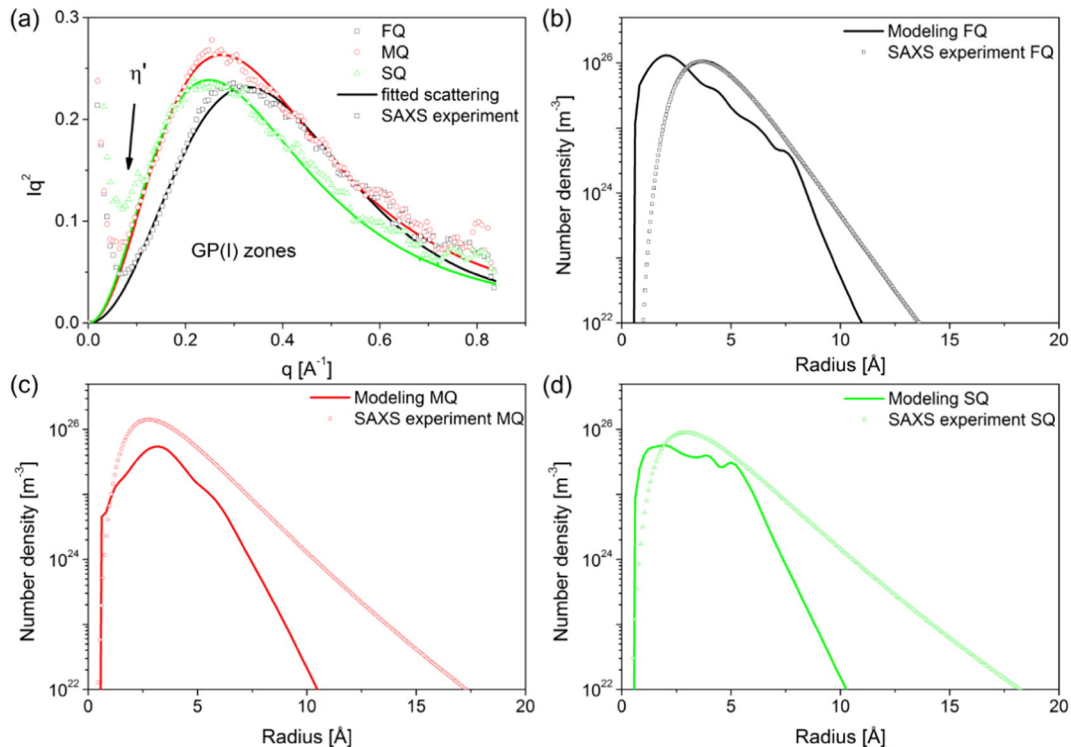 (a)
0.3
0.2
0.1
0.0
Iq²
η'
FQ
MQ
SQ
fitted scattering
SAXS experiment
GP(I) zones
0.0 0.2 0.4 0.6 0.8 1.0
q [A⁻¹]
(b)
Modeling FQ
SAXS experiment FQ
10²⁶
10²⁴
10²²
Number density [m⁻³]
0 5 10 15 20
Radius [Å]
(c)
Modeling MQ
SAXS experiment MQ
10²⁶
10²⁴
10²²
Number density [m⁻³]
0 5 10 15 20
Radius [Å]
(d)
Modeling SQ
SAXS experiment SQ
10²⁶
10²⁴
10²²
Number density [m⁻³]
0 5 10 15 20
Radius [Å]